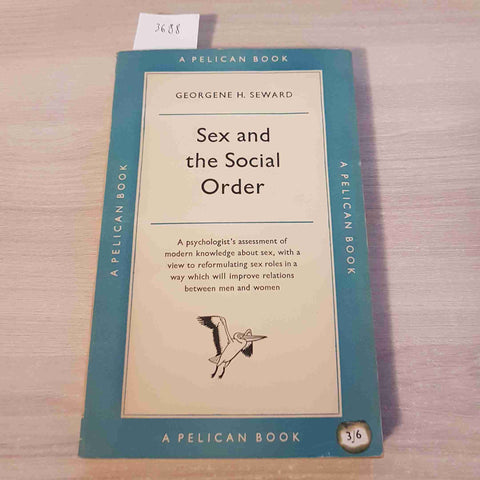 3688
A PELICAN BOOK
GEORGENE H. SEWARD
Sex and
the Social
Order
A psychologist's assessment of
modern knowledge about sex, with a
view to reformulating sex roles in a
way which will improve relations
between men and women
A PELICAN BOOK
A PELICAN BOOK
A PELICAN BOOK
3/6